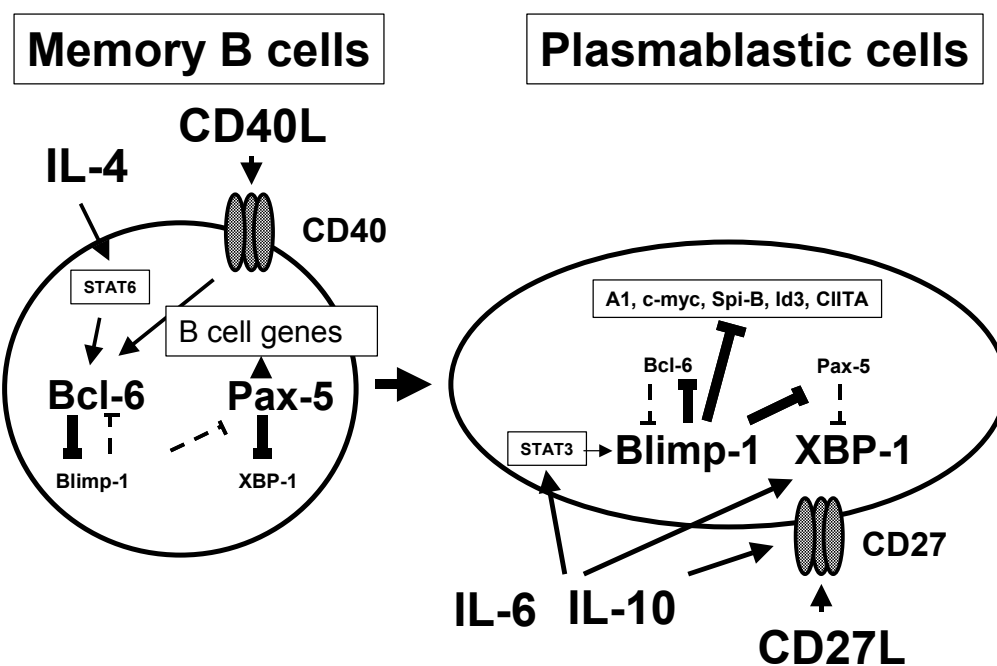 Memory B cells
Plasmablastic cells
CD40L
IL-4
CD40
STAT6
B cell genes
Bcl-6
Pax-5
Blimp-1
XBP-1
A1, c-myc, Spi-B, Id3, CIITA
Bcl-6
Pax-5
STAT3
Blimp-1
XBP-1
CD27
IL-6
IL-10
CD27L